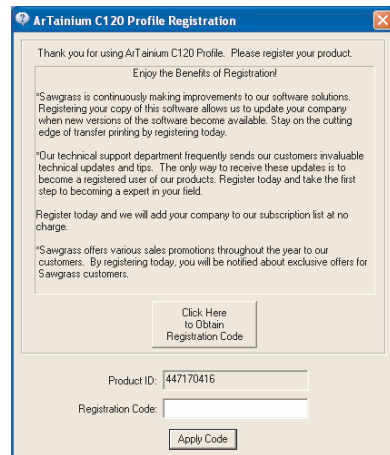 ArTainium C120 Profile Registration
Thank you for using ArTainium C120 Profile. Please register your product.
Enjoy the Benefits of Registration!
*Sawgrass is continuously making improvements to our software solutions.
Registering your copy of this software allows us to update your company
when new versions of the software become available. Stay on the cutting
edge of transfer printing by registering today.
*Our technical support department frequently sends our customers invaluable
technical updates and tips. The only way to receive these updates is to
become a registered user of our products. Register today and take the first
step to becoming a expert in your field.
Register today and we will add your company to our subscription list at no
charge.
*Sawgrass offers various sales promotions throughout the year to our
customers. By registering today, you will be notified about exclusive offers for
Sawgrass customers.
Click Here
to Obtain
Registration Code
Product ID: 447170416
Registration Code:
Apply Code